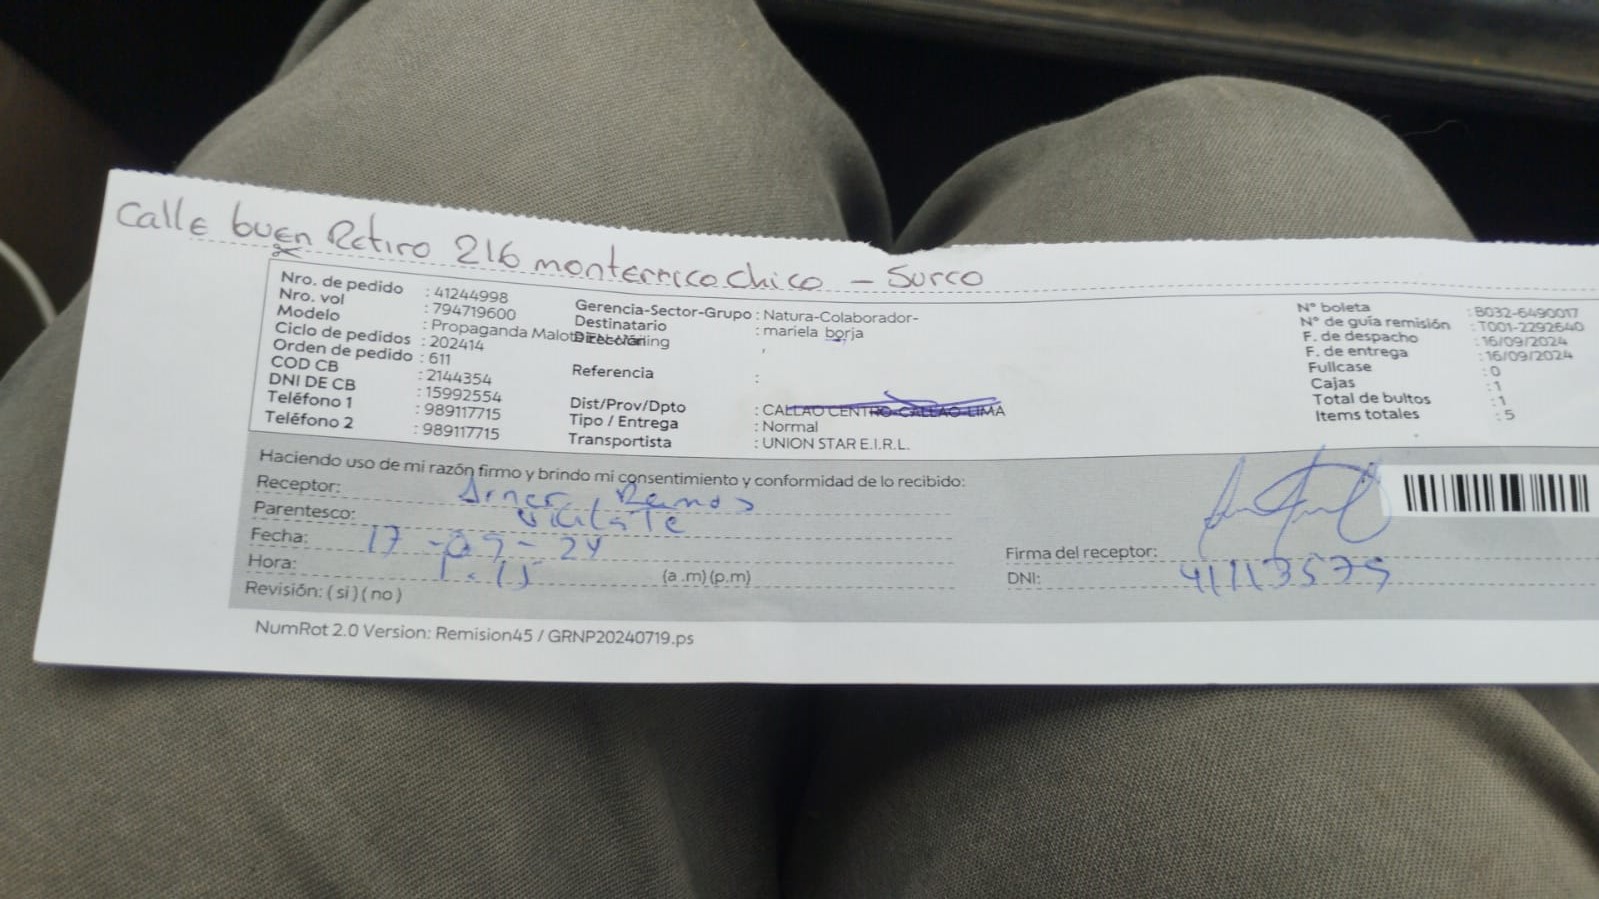 Calle buen Retiro 216 monterrico chico - Surco
Nro. de pedido : 41244998
Nro. vol : 794719600
Modelo : Propaganda Malote
Ciclo de pedidos : 202414
Orden de pedido : 611
COD CB : 2144354
DNI DE CB : 15992554
Teléfono 1 : 989117715
Teléfono 2 : 989117715
Gerencia-Sector-Grupo : Natura-Colaborador-
Destinatario : mariela borja
Dirección
Referencia :
Dist/Prov/Dpto : CALLAO CENTRO-CALLAO-LIMA
Tipo / Entrega : Normal
Transportista : UNION STAR E.I.R.L.
N° boleta : B032-6490017
N° de guía remisión : T001-2292640
F. de despacho : 16/09/2024
F. de entrega : 16/09/2024
Fullcase : 0
Cajas : 1
Total de bultos : 1
Items totales : 5
Haciendo uso de mi razón firmo y brindo mi consentimiento y conformidad de lo recibido:
Receptor: Ramos
Parentesco:
Fecha: 17-09-24
Hora: 1.15 (a .m) (p.m)
Revisión: ( si ) ( no )
Firma del receptor:
DNI: 41113575
NumRot 2.0 Version: Remision45 / GRNP20240719.ps